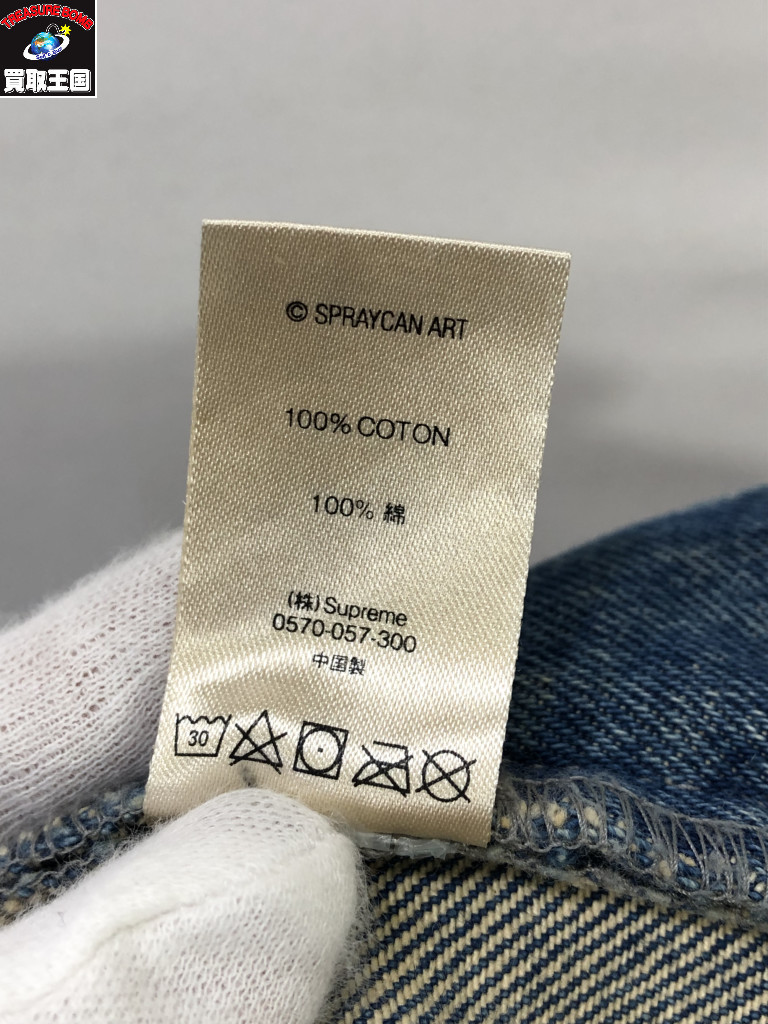 TREASURE BOMB
買取王国
© SPRAYCAN ART
100% COTON
100% 綿
(株)Supreme
0570-057-300
中国製
30